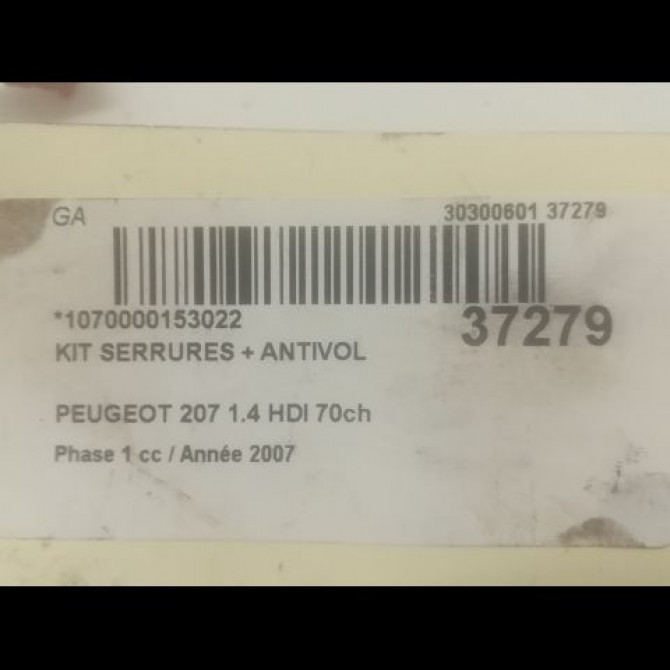 GA
30300601 37279
*1070000153022
37279
KIT SERRURES + ANTIVOL
PEUGEOT 207 1.4 HDI 70ch
Phase 1 cc / Année 2007